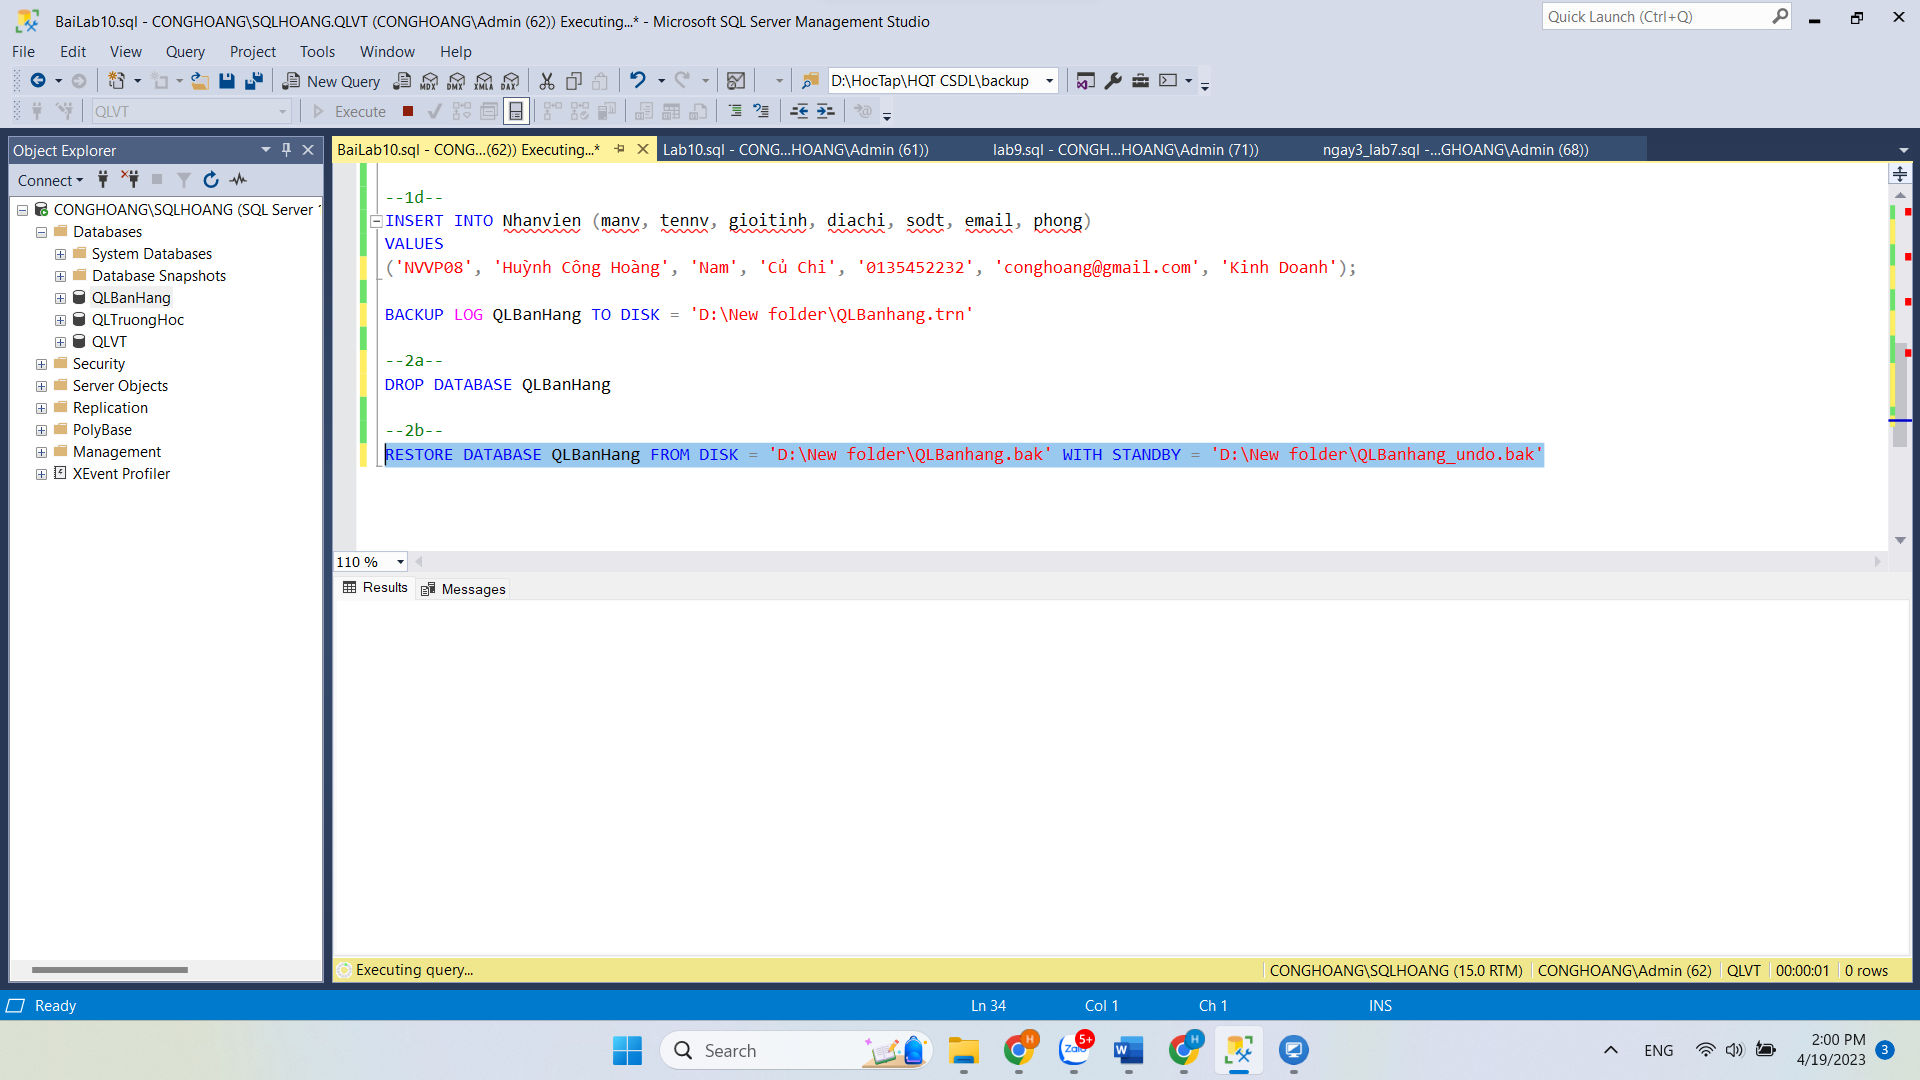 BaiLab10.sql - CONGHOANG\SQLHOANG.QLVT (CONGHOANG\Admin (62)) Executing...* - Microsoft SQL Server Management Studio
Quick Launch (Ctrl+Q)
File Edit View Query Project Tools Window Help
New Query
MDX DMX XMLA DAX
D:\HocTap\HQT CSDL\backup
QLVT
Execute
Object Explorer
BaiLab10.sql - CONG...(62)) Executing...*
Lab10.sql - CONG...HOANG\Admin (61))
lab9.sql - CONGH...HOANG\Admin (71))
ngay3_lab7.sql -...GHOANG\Admin (68))
Connect
CONGHOANG\SQLHOANG (SQL Server
Databases
System Databases
Database Snapshots
QLBanHang
QLTruongHoc
QLVT
Security
Server Objects
Replication
PolyBase
Management
XEvent Profiler
--1d--
INSERT INTO Nhanvien (manv, tennv, gioitinh, diachi, sodt, email, phong)
VALUES
('NVVP08', 'Huỳnh Công Hoàng', 'Nam', 'Củ Chi', '0135452232', 'conghoang@gmail.com', 'Kinh Doanh');
BACKUP LOG QLBanHang TO DISK = 'D:\New folder\QLBanhang.trn'
--2a--
DROP DATABASE QLBanHang
--2b--
RESTORE DATABASE QLBanHang FROM DISK = 'D:\New folder\QLBanhang.bak' WITH STANDBY = 'D:\New folder\QLBanhang_undo.bak'
110 %
Results Messages
Executing query...
CONGHOANG\SQLHOANG (15.0 RTM) CONGHOANG\Admin (62) QLVT 00:00:01 0 rows
Ready Ln 34 Col 1 Ch 1 INS
Search
H
Zalo
5+
W
H
ENG
2:00 PM
4/19/2023
3